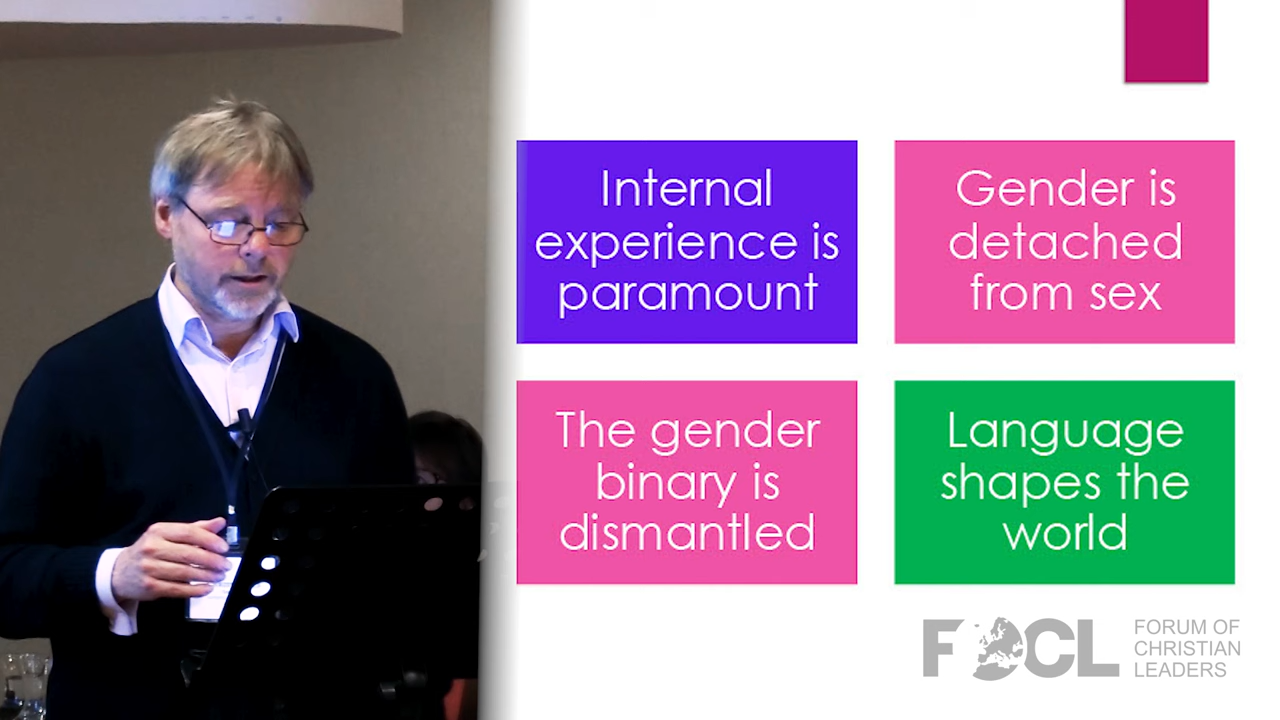 Internal
experience is
paramount
Gender is
detached
from sex
The gender
binary is
dismantled
Language
shapes the
world
FOCL
FORUM OF
CHRISTIAN
LEADERS